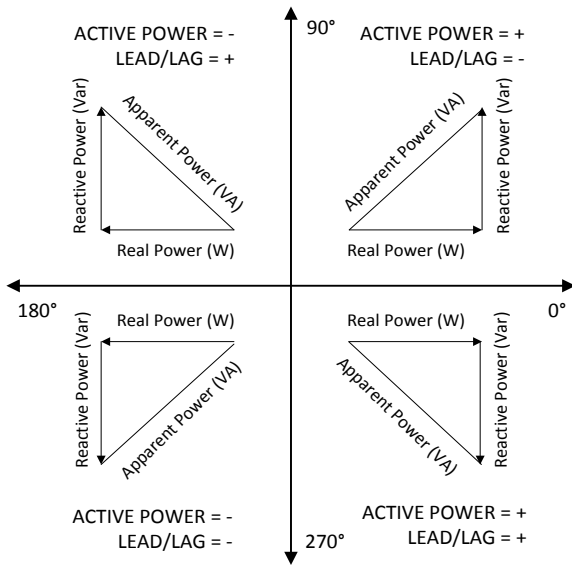 ACTIVE POWER = -
LEAD/LAG = +
90°
ACTIVE POWER = +
LEAD/LAG = -
Reactive Power (Var)
Apparent Power (VA)
Real Power (W)
Apparent Power (VA)
Reactive Power (Var)
Real Power (W)
180°
0°
Real Power (W)
Reactive Power (Var)
Apparent Power (VA)
Real Power (W)
Apparent Power (VA)
Reactive Power (Var)
ACTIVE POWER = -
LEAD/LAG = -
270°
ACTIVE POWER = +
LEAD/LAG = +